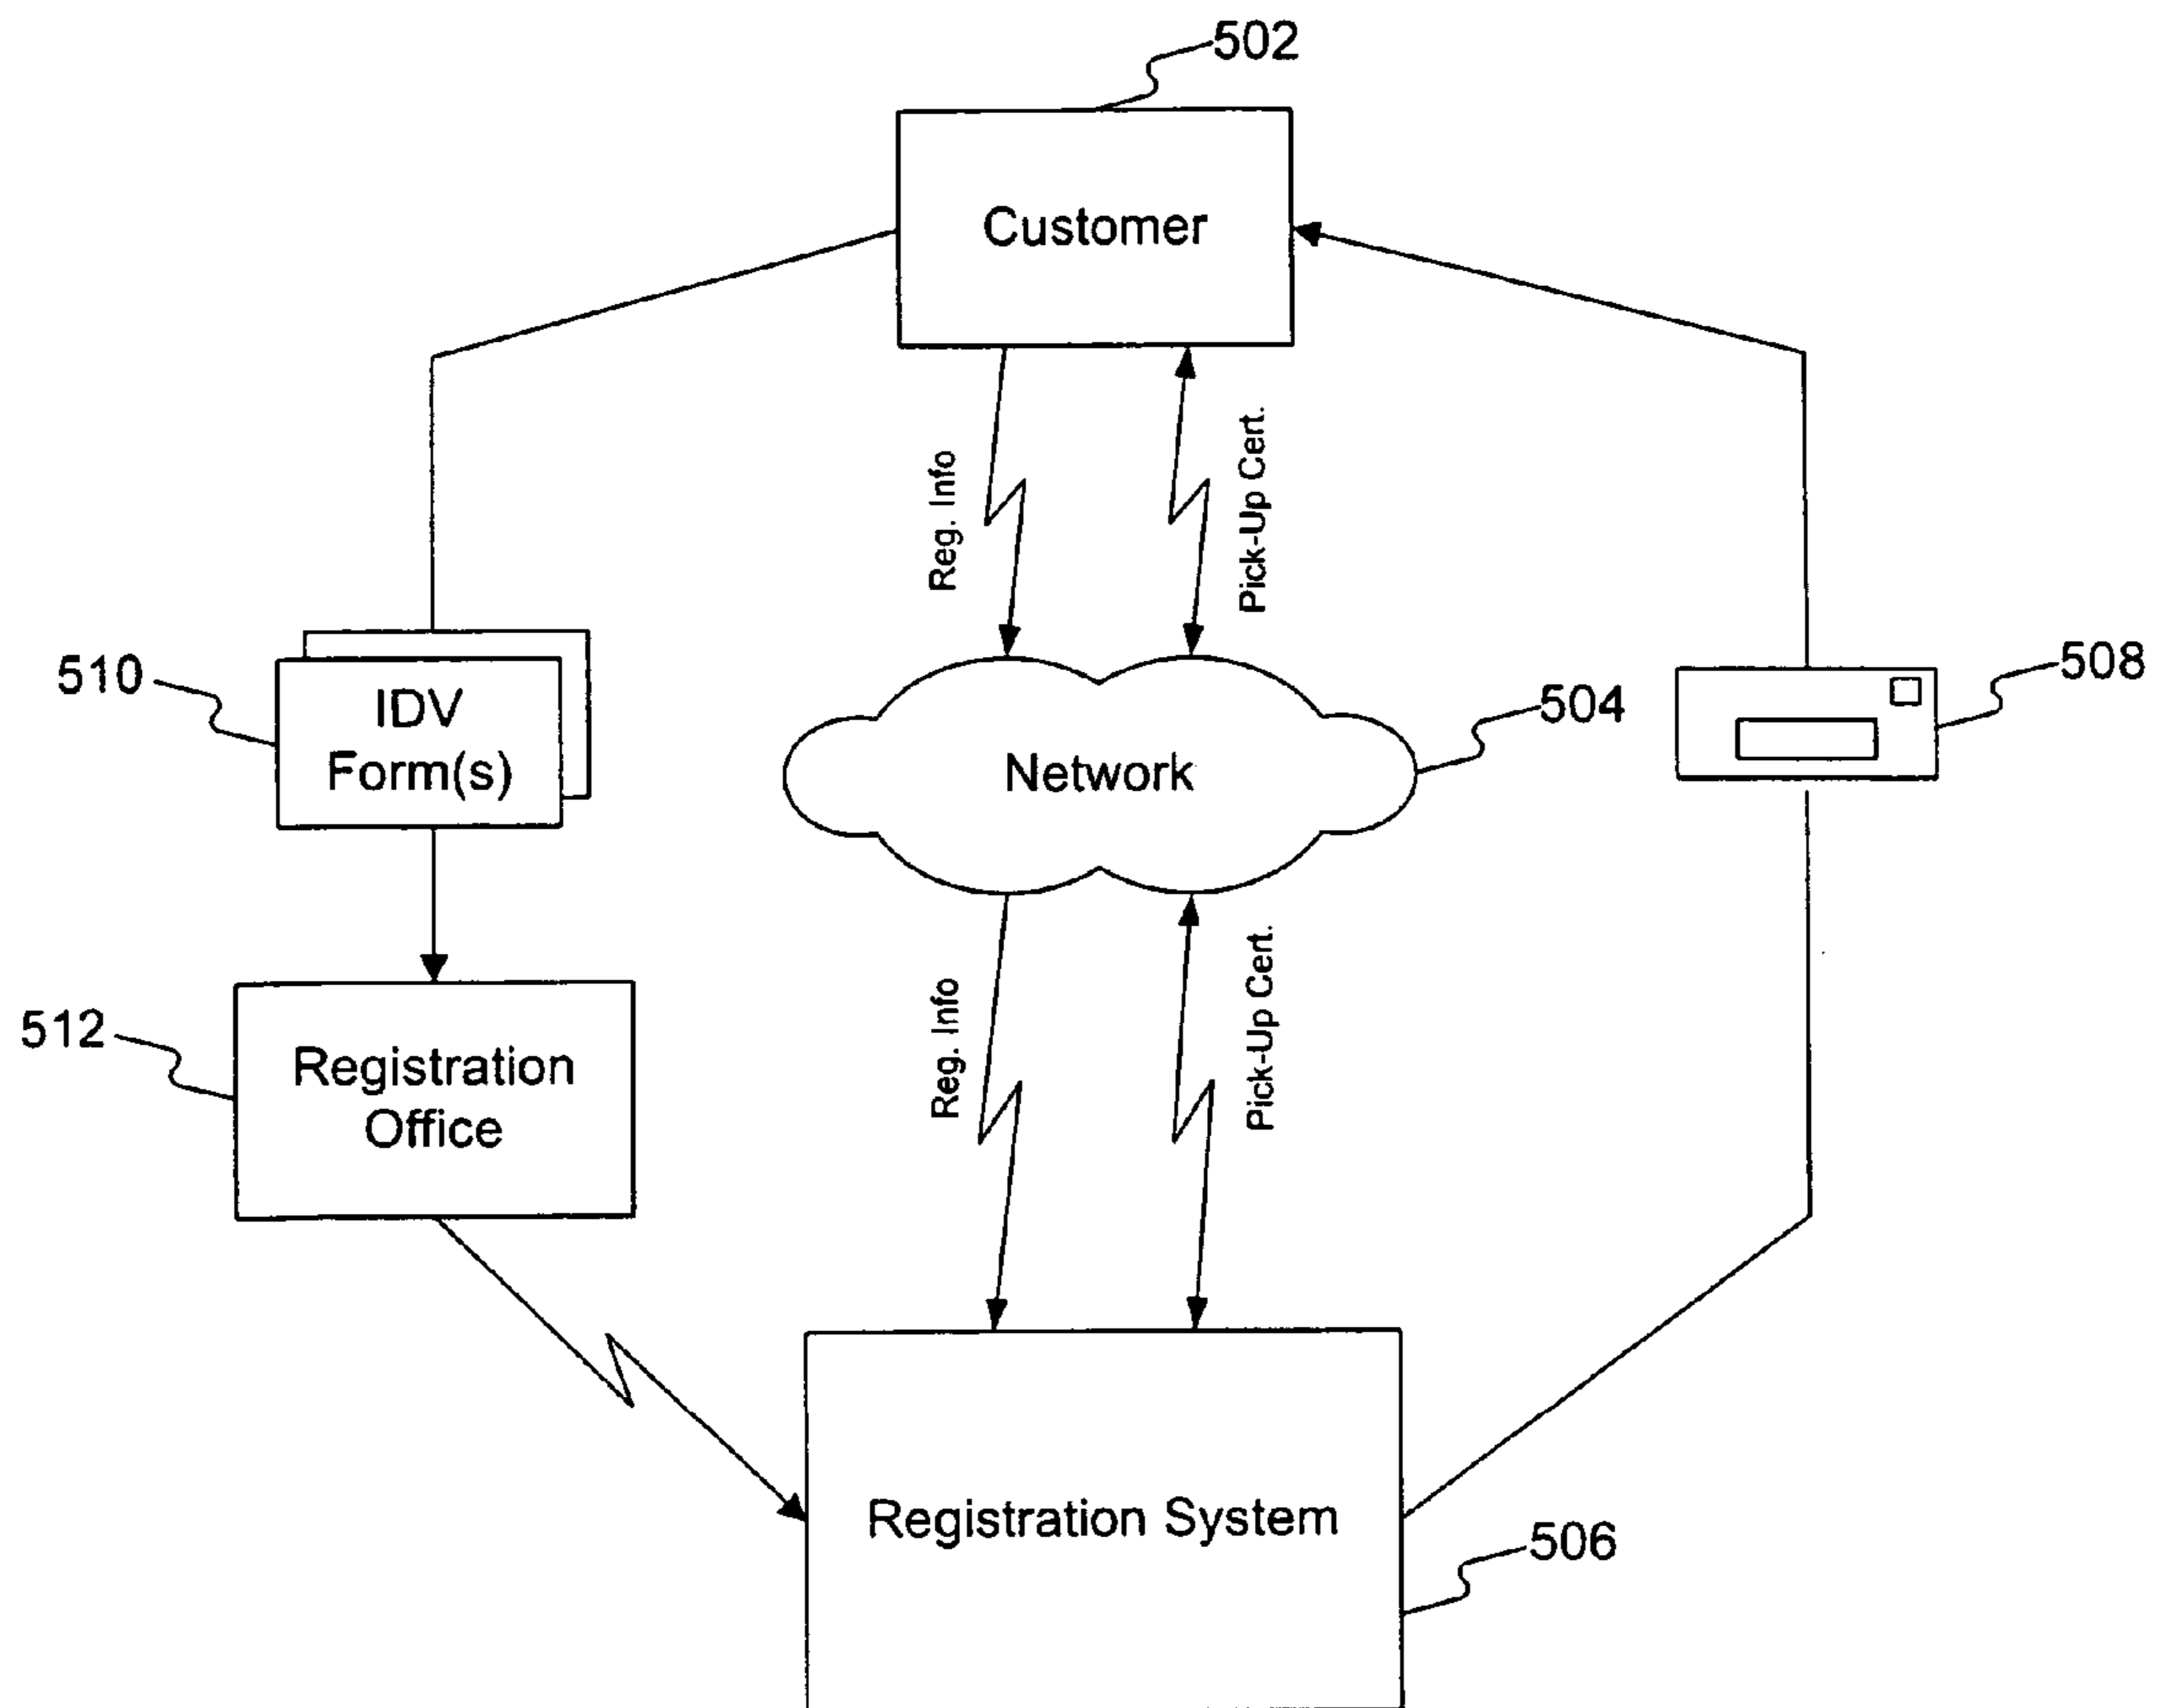 502
Customer
Reg. Info
Pick-Up Cert.
510
IDV
Form(s)
Network
504
508
512
Registration
Office
Reg. Info
Pick-Up Cert.
Registration System
506